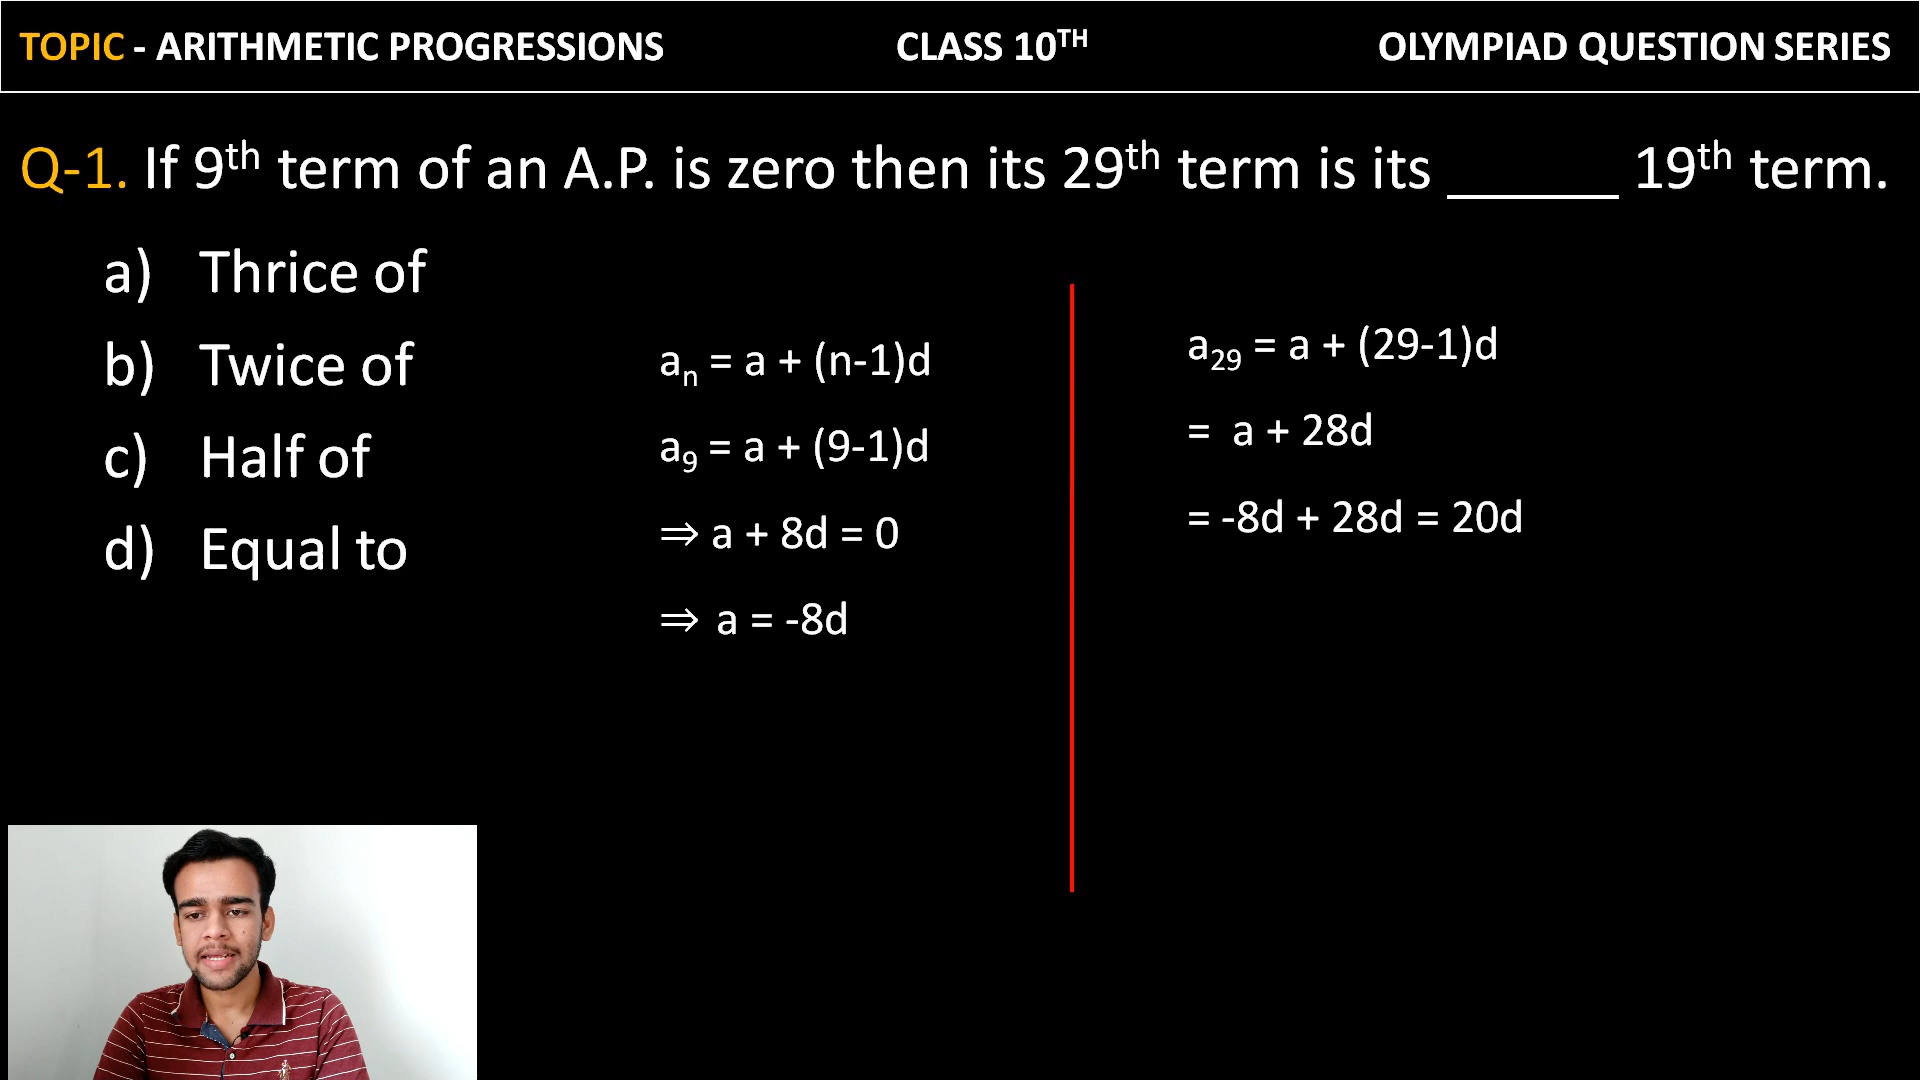 TOPIC - ARITHMETIC PROGRESSIONS CLASS 10TH OLYMPIAD QUESTION SERIES
Q-1. If 9th term of an A.P. is zero then its 29th term is its ______ 19th term.
a) Thrice of
b) Twice of
c) Half of
d) Equal to
aₙ = a + (n-1)d
a₉ = a + (9-1)d
⇒ a + 8d = 0
⇒ a = -8d
a₂₉ = a + (29-1)d
= a + 28d
= -8d + 28d = 20d